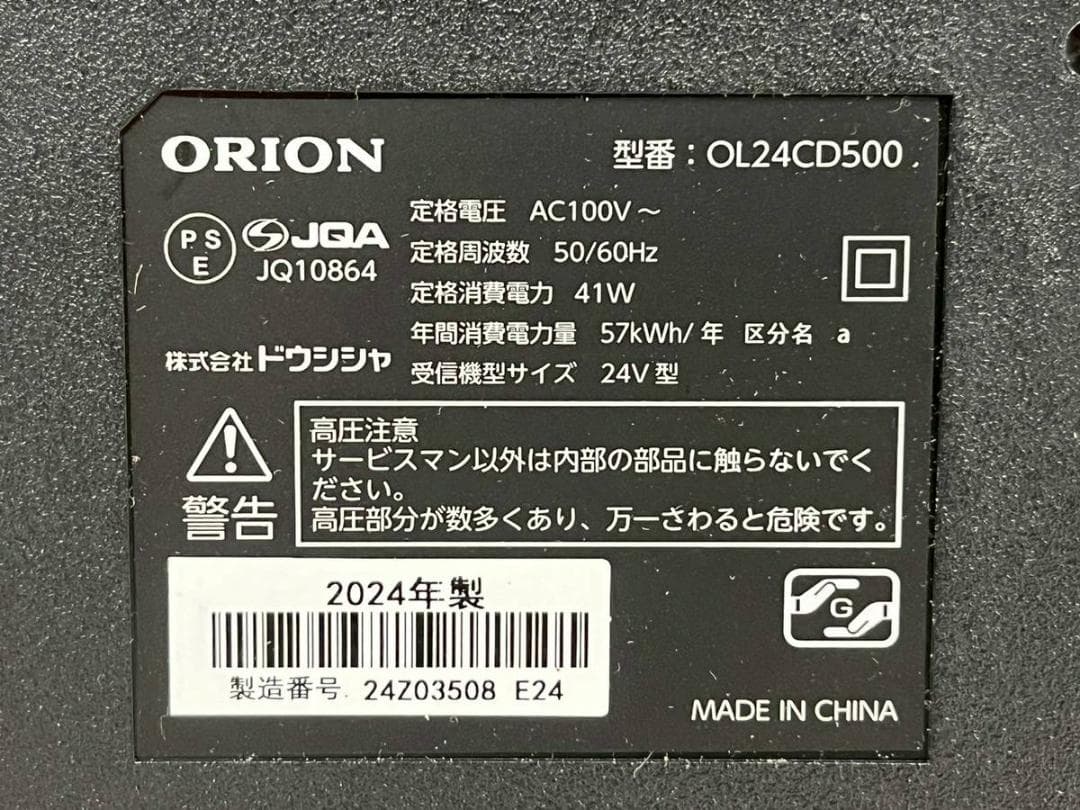 ORION
型番：OL24CD500
PS
E
JQA
JQ10864
定格電圧 AC100V～
定格周波数 50/60Hz
定格消費電力 41W
年間消費電力量 57kWh/年 区分名 a
受信機型サイズ 24V型
株式会社ドウシシャ
警告
高圧注意
サービスマン以外は内部の部品に触らないでく
ださい。
高圧部分が数多くあり、万一さわると危険です。
2024年製
製造番号 24Z03508 E24
G
MADE IN CHINA